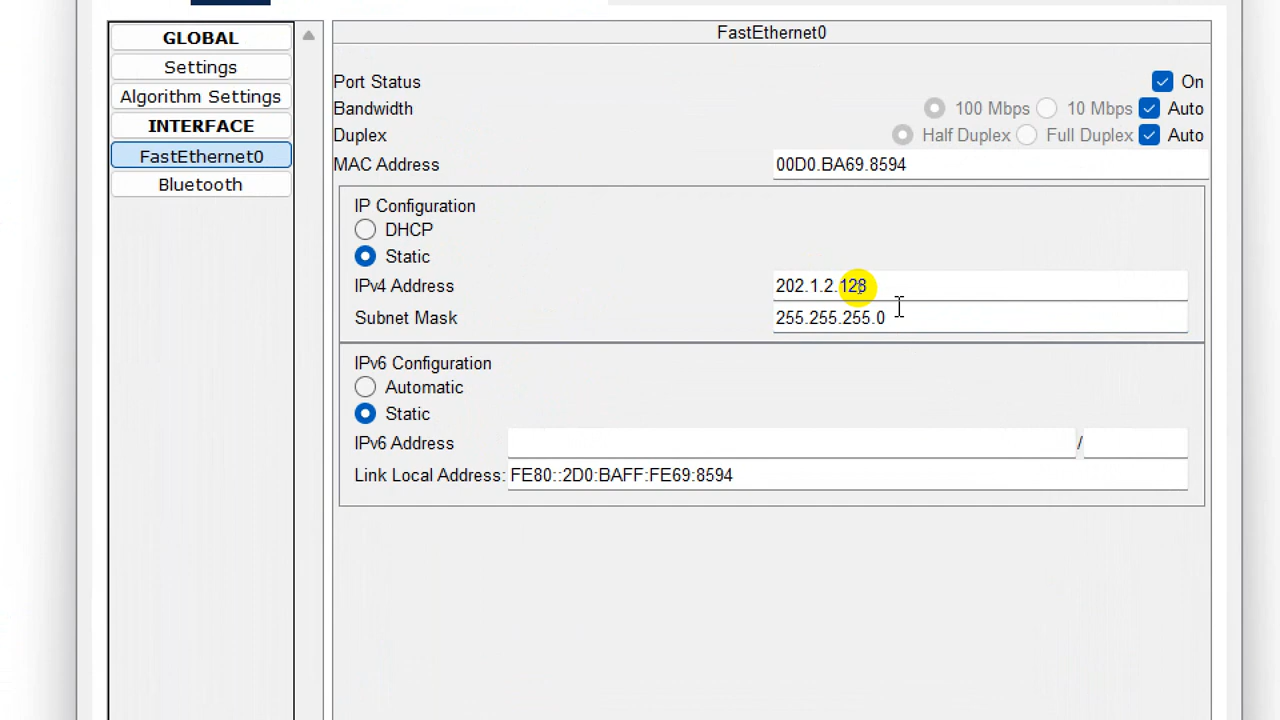 GLOBAL
Settings
Algorithm Settings
INTERFACE
FastEthernet0
Bluetooth
FastEthernet0
Port Status On
Bandwidth 100 Mbps 10 Mbps Auto
Duplex Half Duplex Full Duplex Auto
MAC Address 00D0.BA69.8594
IP Configuration
DHCP
Static
IPv4 Address 202.1.2.128
Subnet Mask 255.255.255.0
IPv6 Configuration
Automatic
Static
IPv6 Address /
Link Local Address: FE80::2D0:BAFF:FE69:8594